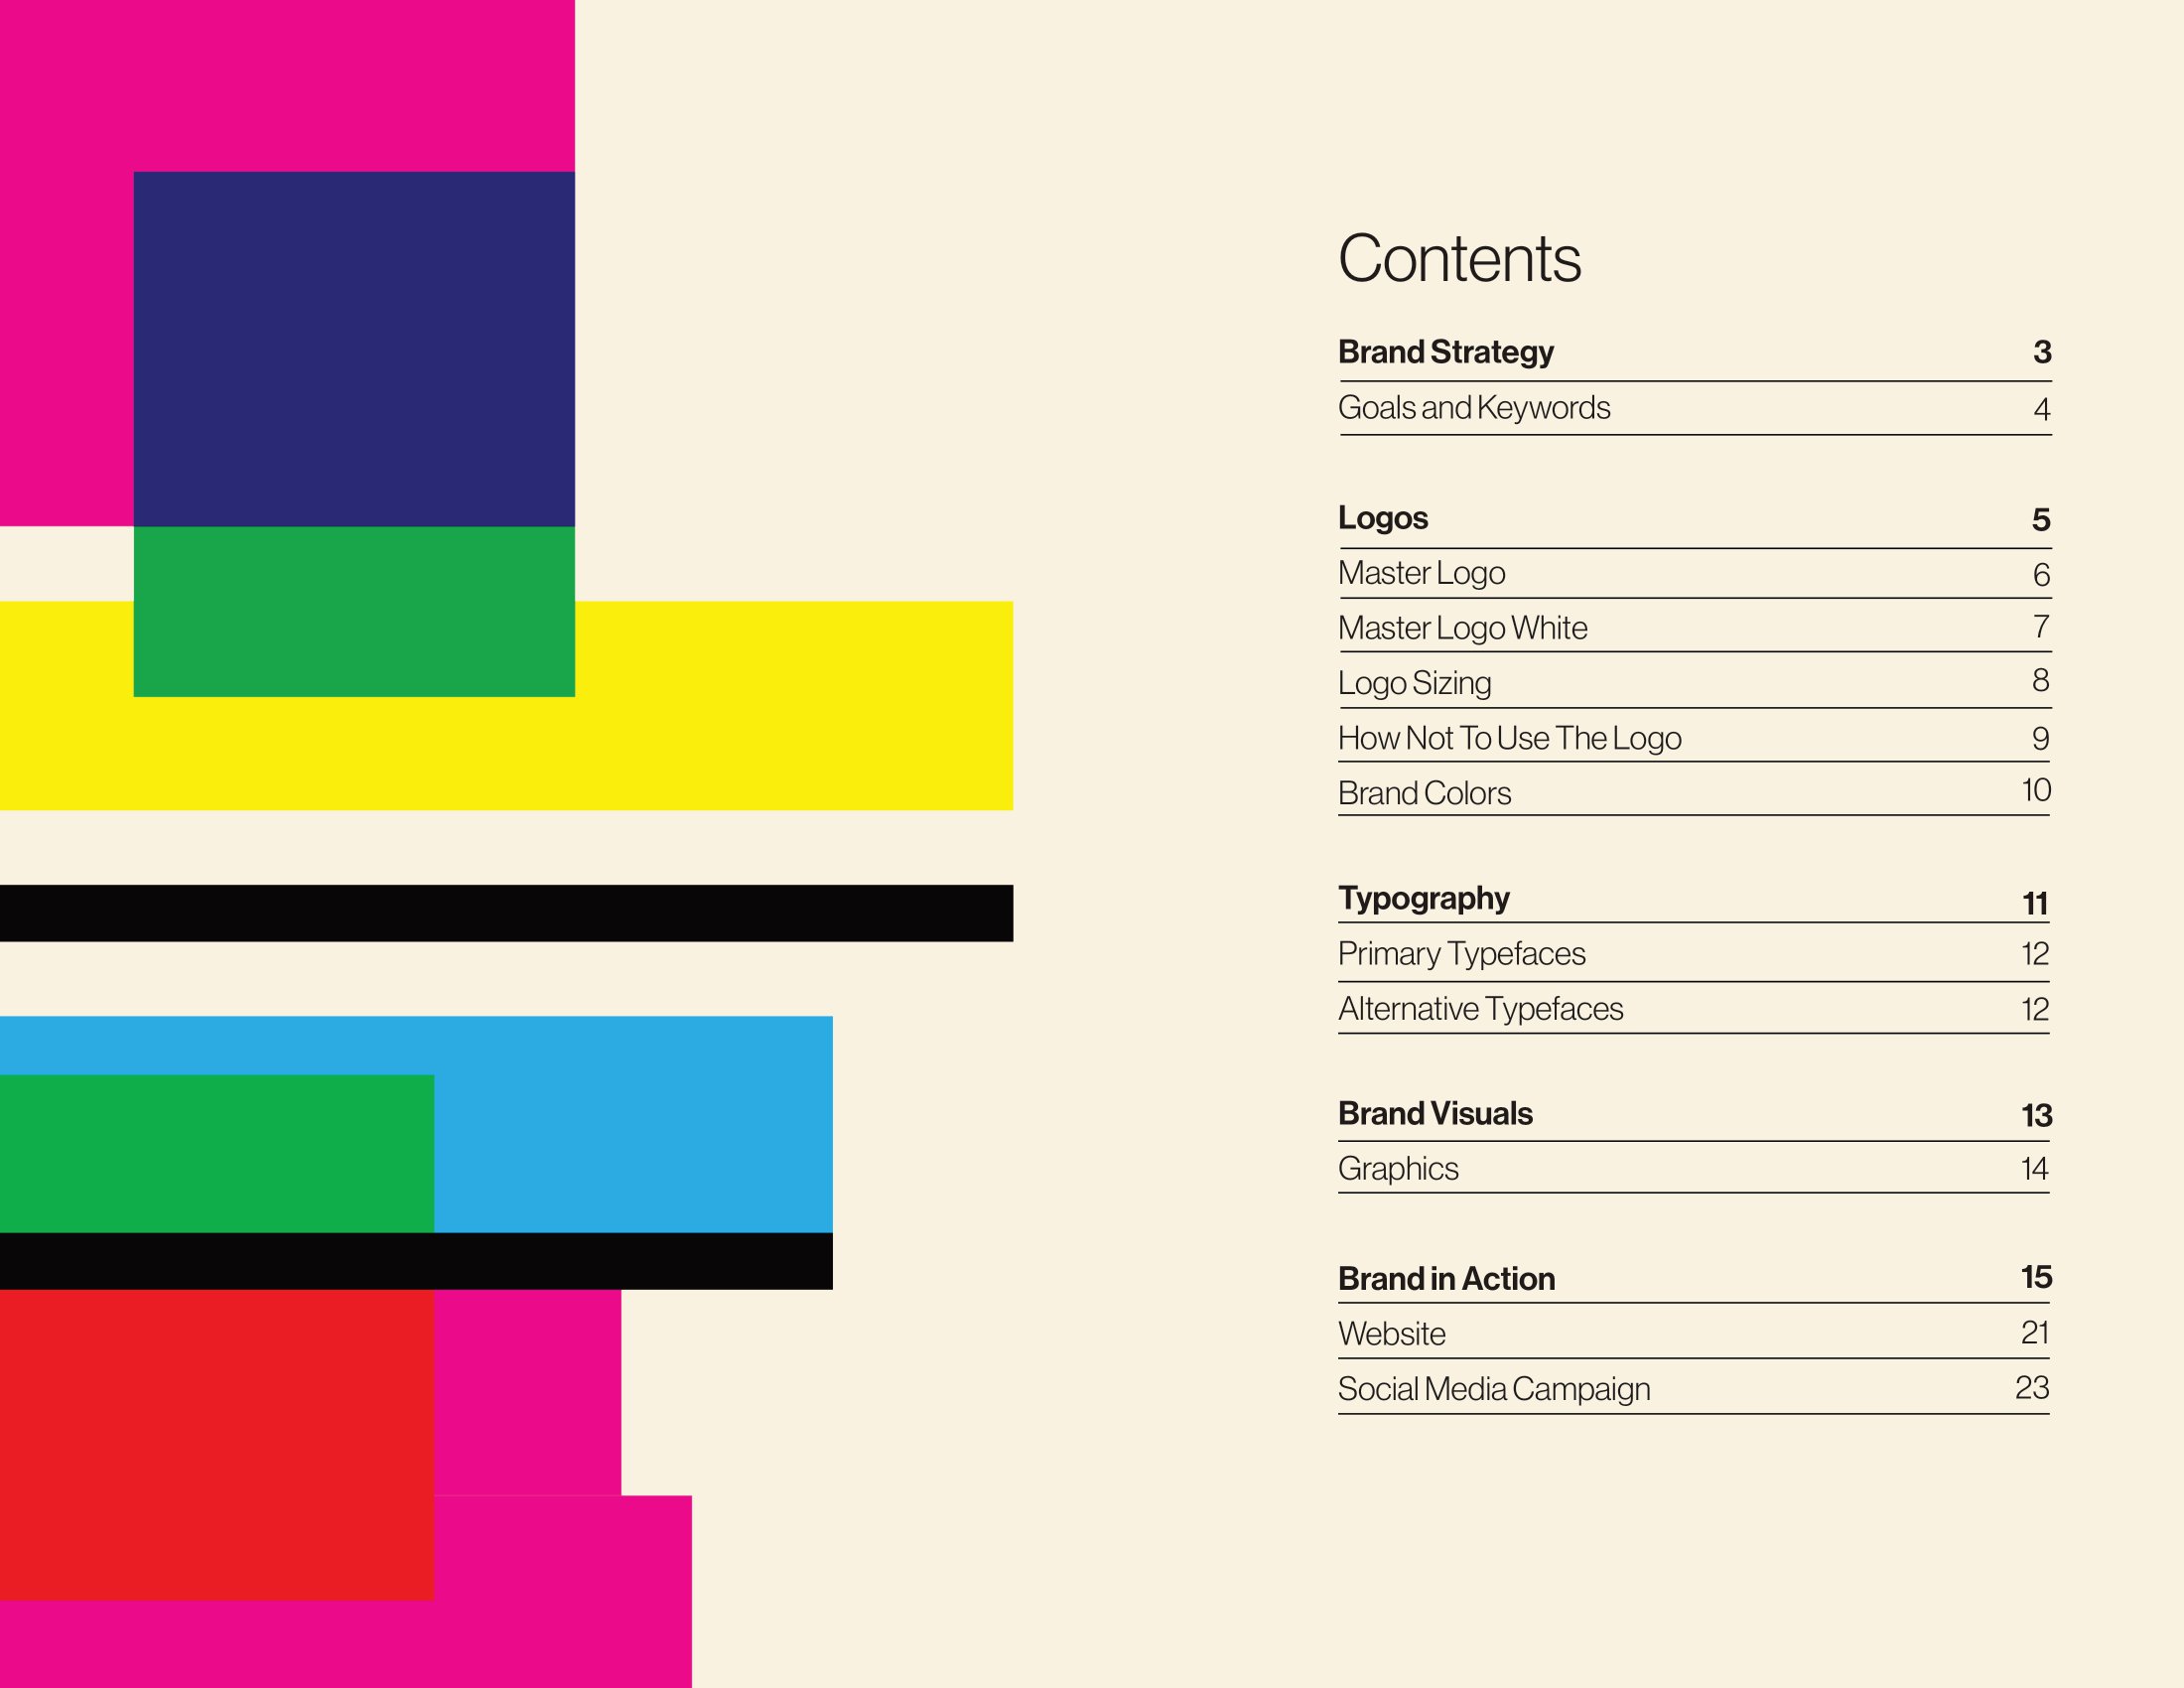 Contents
Brand Strategy 3
Goals and Keywords 4
Logos 5
Master Logo 6
Master Logo White 7
Logo Sizing 8
How Not To Use The Logo 9
Brand Colors 10
Typography 11
Primary Typefaces 12
Alternative Typefaces 12
Brand Visuals 13
Graphics 14
Brand in Action 15
Website 21
Social Media Campaign 23